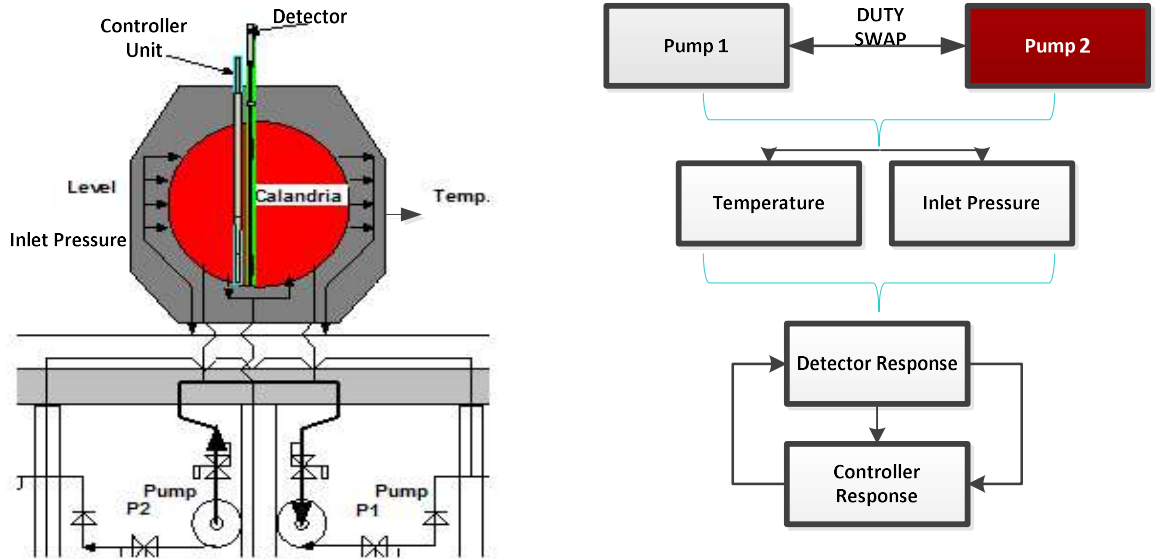 Controller
Unit
Detector
Level
Calandria
Temp.
Inlet Pressure
Pump
P2
Pump
P1
Pump 1
DUTY
SWAP
Pump 2
Temperature
Inlet Pressure
Detector Response
Controller
Response